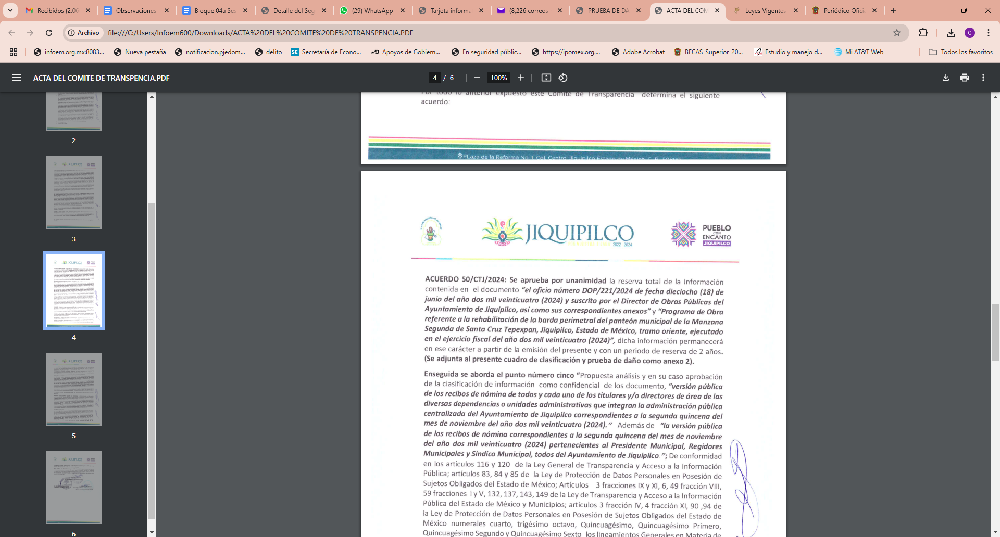 Recibidos (2.06
Observaciones
Bloque 04a Ses
Detalle del Seg
(29) WhatsApp
Tarjeta informa
(8,226 correos
PRUEBA DE DA
ACTA DEL COM
Leyes Vigentes
Periódico Ofici
Archivo
file:///C:/Users/Infoem600/Downloads/ACTA%20DEL%20COMITE%20DE%20TRANSPENCIA.PDF
C
infoem.org.mx:8083...
Nueva pestaña
notificacion.pjedom...
delito
SE Secretaría de Econo...
Apoyos de Gobiern...
En seguridad públic...
https://ipomex.org....
Adobe Acrobat
BECAS_Superior_20...
Estudio y manejo d...
Mi AT&T Web
Todos los favoritos
ACTA DEL COMITE DE TRANSPENCIA.PDF
4 / 6
100%
2
3
4
5
6
Por todo lo anterior expuesto este Comité de Transparencia determina el siguiente
acuerdo:
PLaza de la Reforma No. 1 Col. Centro, Jiquipilco Estado de México, C. P. 50800
JIQUIPILCO
2022 2024
PUEBLO
CON
ENCANTO
JIQUIPILCO
ACUERDO 50/CTJ/2024: Se aprueba por unanimidad la reserva total de la información
contenida en el documento “el oficio número DOP/221/2024 de fecha dieciocho (18) de
junio del año dos mil veinticuatro (2024) y suscrito por el Director de Obras Públicas del
Ayuntamiento de Jiquipilco, así como sus correspondientes anexos” y “Programa de Obra
referente a la rehabilitación de la barda perimetral del panteón municipal de la Manzana
Segunda de Santa Cruz Tepexpan, Jiquipilco, Estado de México, tramo oriente, ejecutado
en el ejercicio fiscal del año dos mil veinticuatro (2024)”, dicha información permanecerá
en ese carácter a partir de la emisión del presente y con un periodo de reserva de 2 años.
(Se adjunta al presente cuadro de clasificación y prueba de daño como anexo 2).
Enseguida se aborda el punto número cinco “Propuesta análisis y en su caso aprobación
de la clasificación de información como confidencial de los documento, “versión pública
de los recibos de nómina de todos y cada uno de los titulares y/o directores de área de las
diversas dependencias o unidades administrativas que integran la administración pública
centralizada del Ayuntamiento de Jiquipilco correspondientes a la segunda quincena del
mes de noviembre del año dos mil veinticuatro (2024).” Además de “la versión pública
de los recibos de nómina correspondientes a la segunda quincena del mes de noviembre
del año dos mil veinticuatro (2024) pertenecientes al Presidente Municipal, Regidores
Municipales y Síndico Municipal, todos del Ayuntamiento de Jiquipilco ”; De conformidad
en los artículos 116 y 120 de la Ley General de Transparencia y Acceso a la Información
Pública; artículos 83, 84 y 85 de la Ley de Protección de Datos Personales en Posesión de
Sujetos Obligados del Estado de México; Artículos 3 fracciones IX y XI, 6, 49 fracción VIII,
59 fracciones I y V, 132, 137, 143, 149 de la Ley de Transparencia y Acceso a la Información
Pública del Estado de México y Municipios; artículos 3 fracción IV, 4 fracción XI, 90 ,94 de
la Ley de Protección de Datos Personales en Posesión de Sujetos Obligados del Estado de
México numerales cuarto, trigésimo octavo, Quincuagésimo, Quincuagésimo Primero,
Quincuagésimo Segundo y Quincuagésimo Sexto los lineamientos Generales en Materia de